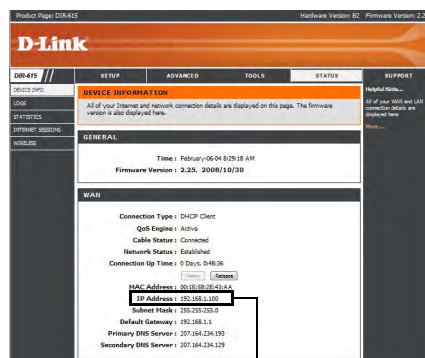 Product Page: DIR-615 Hardware Version: B2 Firmware Version: 2.2
D-Link
DIR-615 SETUP ADVANCED TOOLS STATUS SUPPORT
DEVICE INFO
LOGS
STATISTICS
INTERNET SESSIONS
WIRELESS
DEVICE INFORMATION
All of your Internet and network connection details are displayed on this page. The firmware
version is also displayed here.
Helpful Hints...
All of your WAN and LAN
connection details are
displayed here.
More...
GENERAL
Time : February-06-04 8:29:18 AM
Firmware Version : 2.25, 2008/10/30
WAN
Connection Type : DHCP Client
QoS Engine : Active
Cable Status : Connected
Network Status : Established
Connection Up Time : 0 Days, 0:48:36
Renew Release
MAC Address : 00:18:58:2E:43:AA
IP Address : 192.168.1.100
Subnet Mask : 255.255.255.0
Default Gateway : 192.168.1.1
Primary DNS Server : 207.164.234.193
Secondary DNS Server : 207.164.234.129